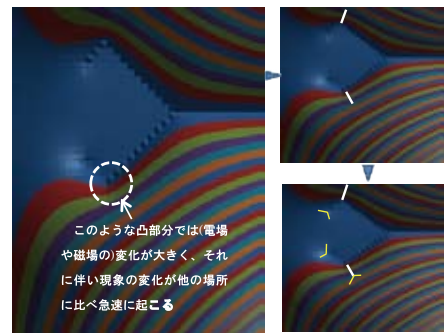 このような凸部分では(電場
や磁場の)変化が大きく、それ
に伴い現象の変化が他の場所
に比べ急速に起こる